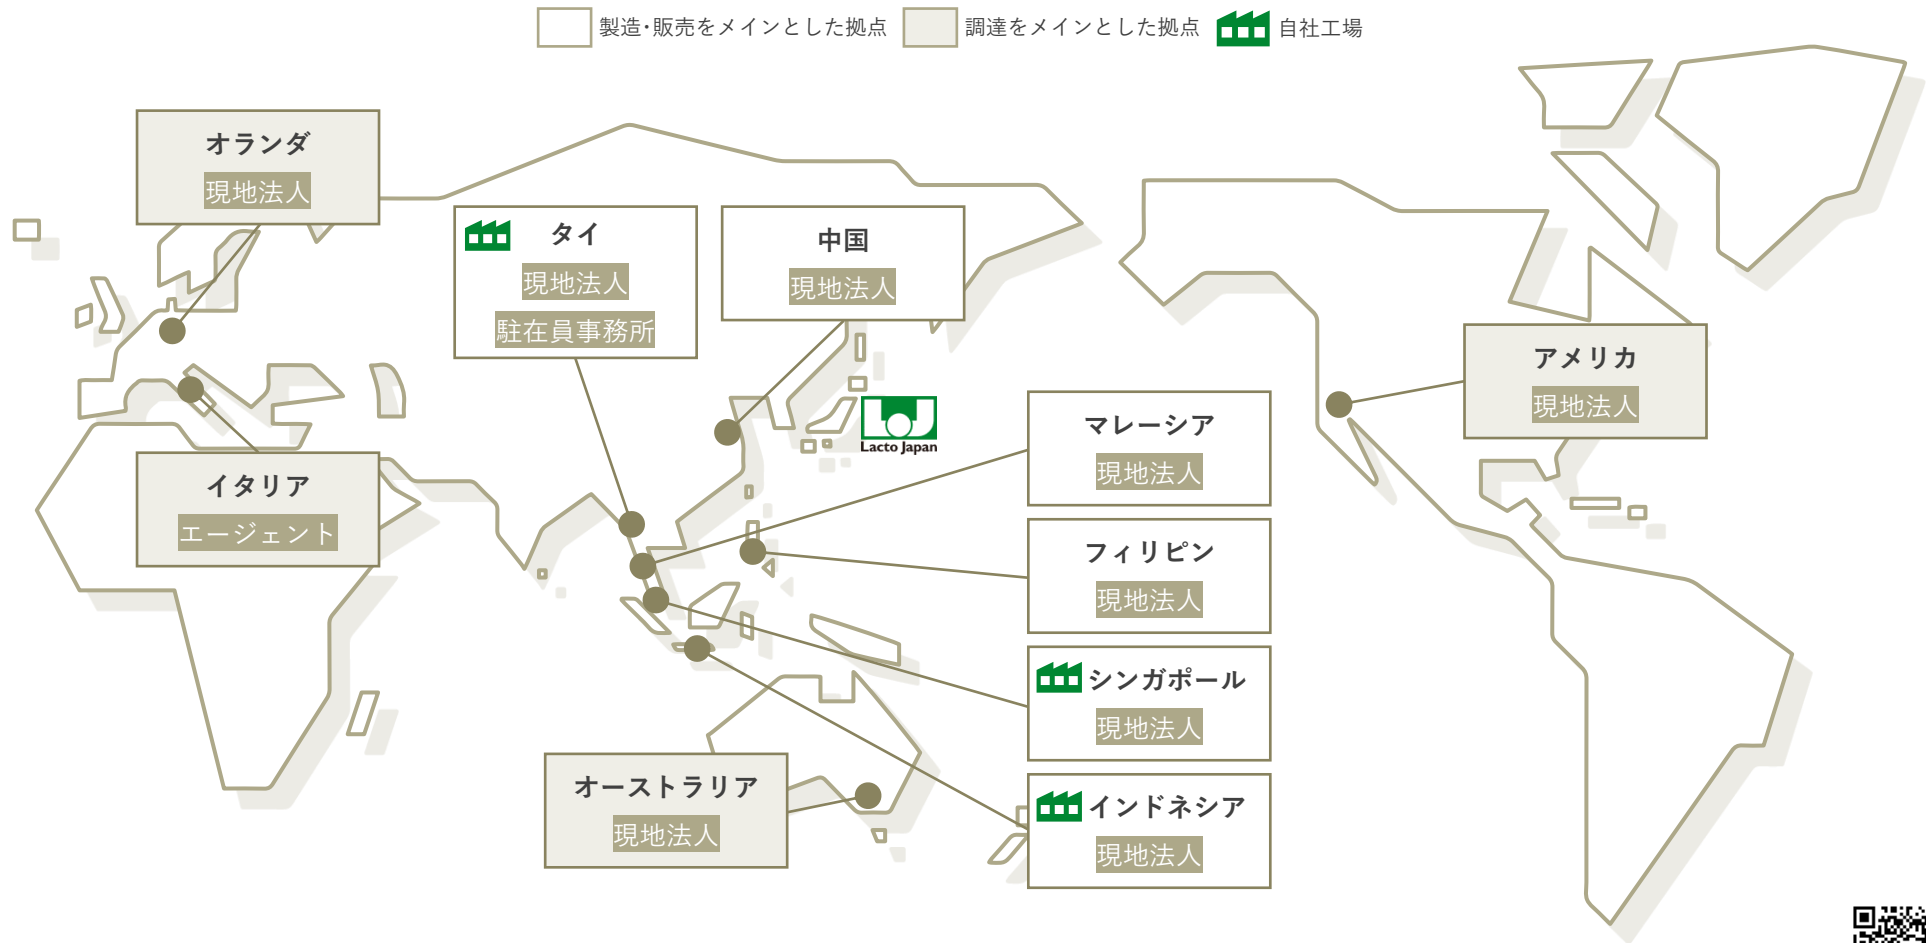 製造・販売をメインとした拠点
調達をメインとした拠点
自社工場
オランダ
現地法人
タイ
現地法人
駐在員事務所
中国
現地法人
アメリカ
現地法人
Lacto Japan
マレーシア
現地法人
イタリア
エージェント
フィリピン
現地法人
シンガポール
現地法人
オーストラリア
現地法人
インドネシア
現地法人